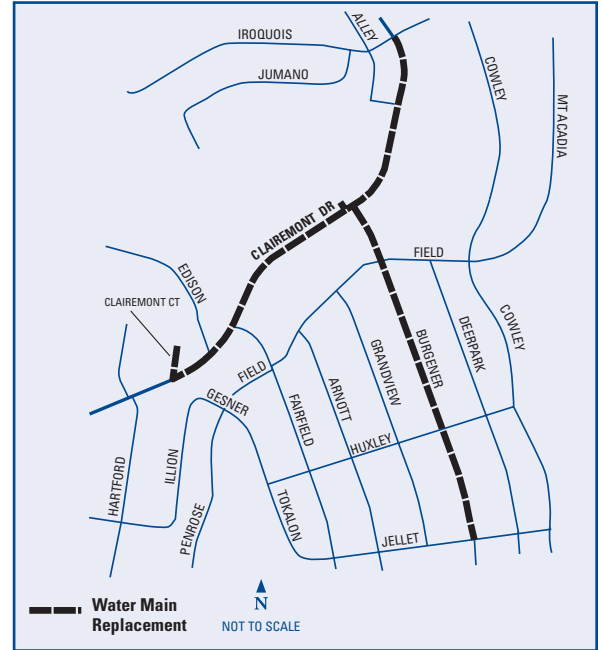 IROQUOIS
ALLEY
JUMANO
COWLEY
MT ACADIA
CLAIREMONT DR
FIELD
EDISON
CLAIREMONT CT
COWLEY
DEERPARK
BURGENER
GRANDVIEW
ARNOTT
FIELD
FAIRFIELD
GESNER
HUXLEY
HARTFORD
ILLION
PENROSE
TOKALON
JELLET
Water Main
Replacement
N
NOT TO SCALE